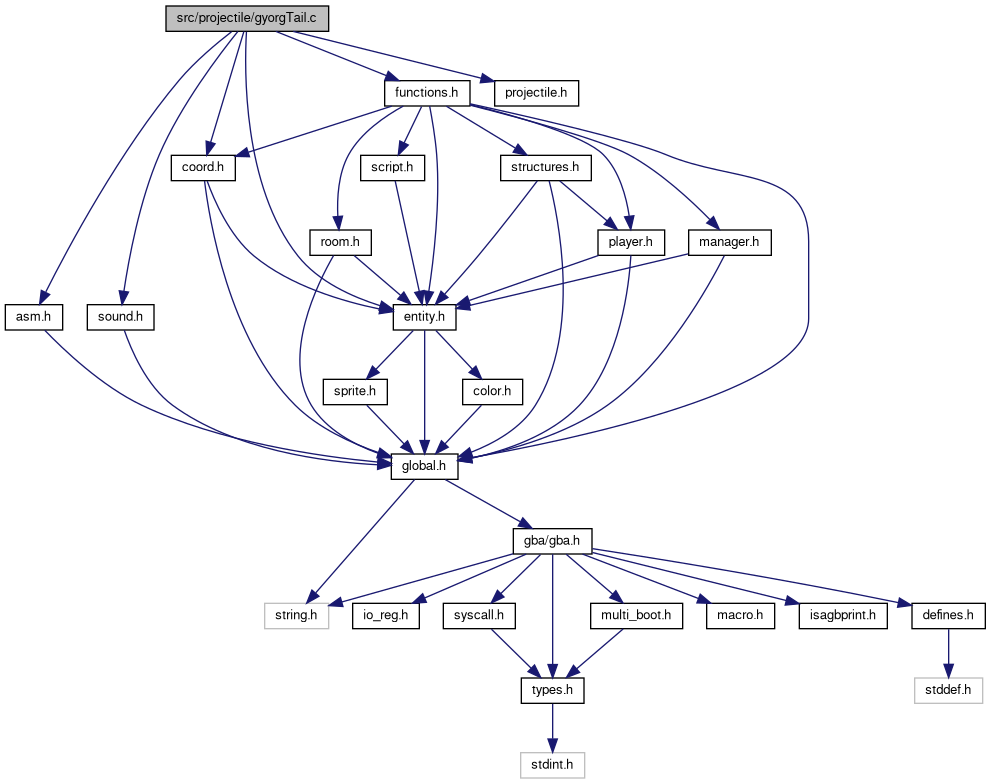 src/projectile/gyorgTail.c
functions.h
projectile.h
coord.h
script.h
structures.h
room.h
player.h
manager.h
asm.h
sound.h
entity.h
sprite.h
color.h
global.h
gba/gba.h
string.h
io_reg.h
syscall.h
multi_boot.h
macro.h
isagbprint.h
defines.h
types.h
stddef.h
stdint.h